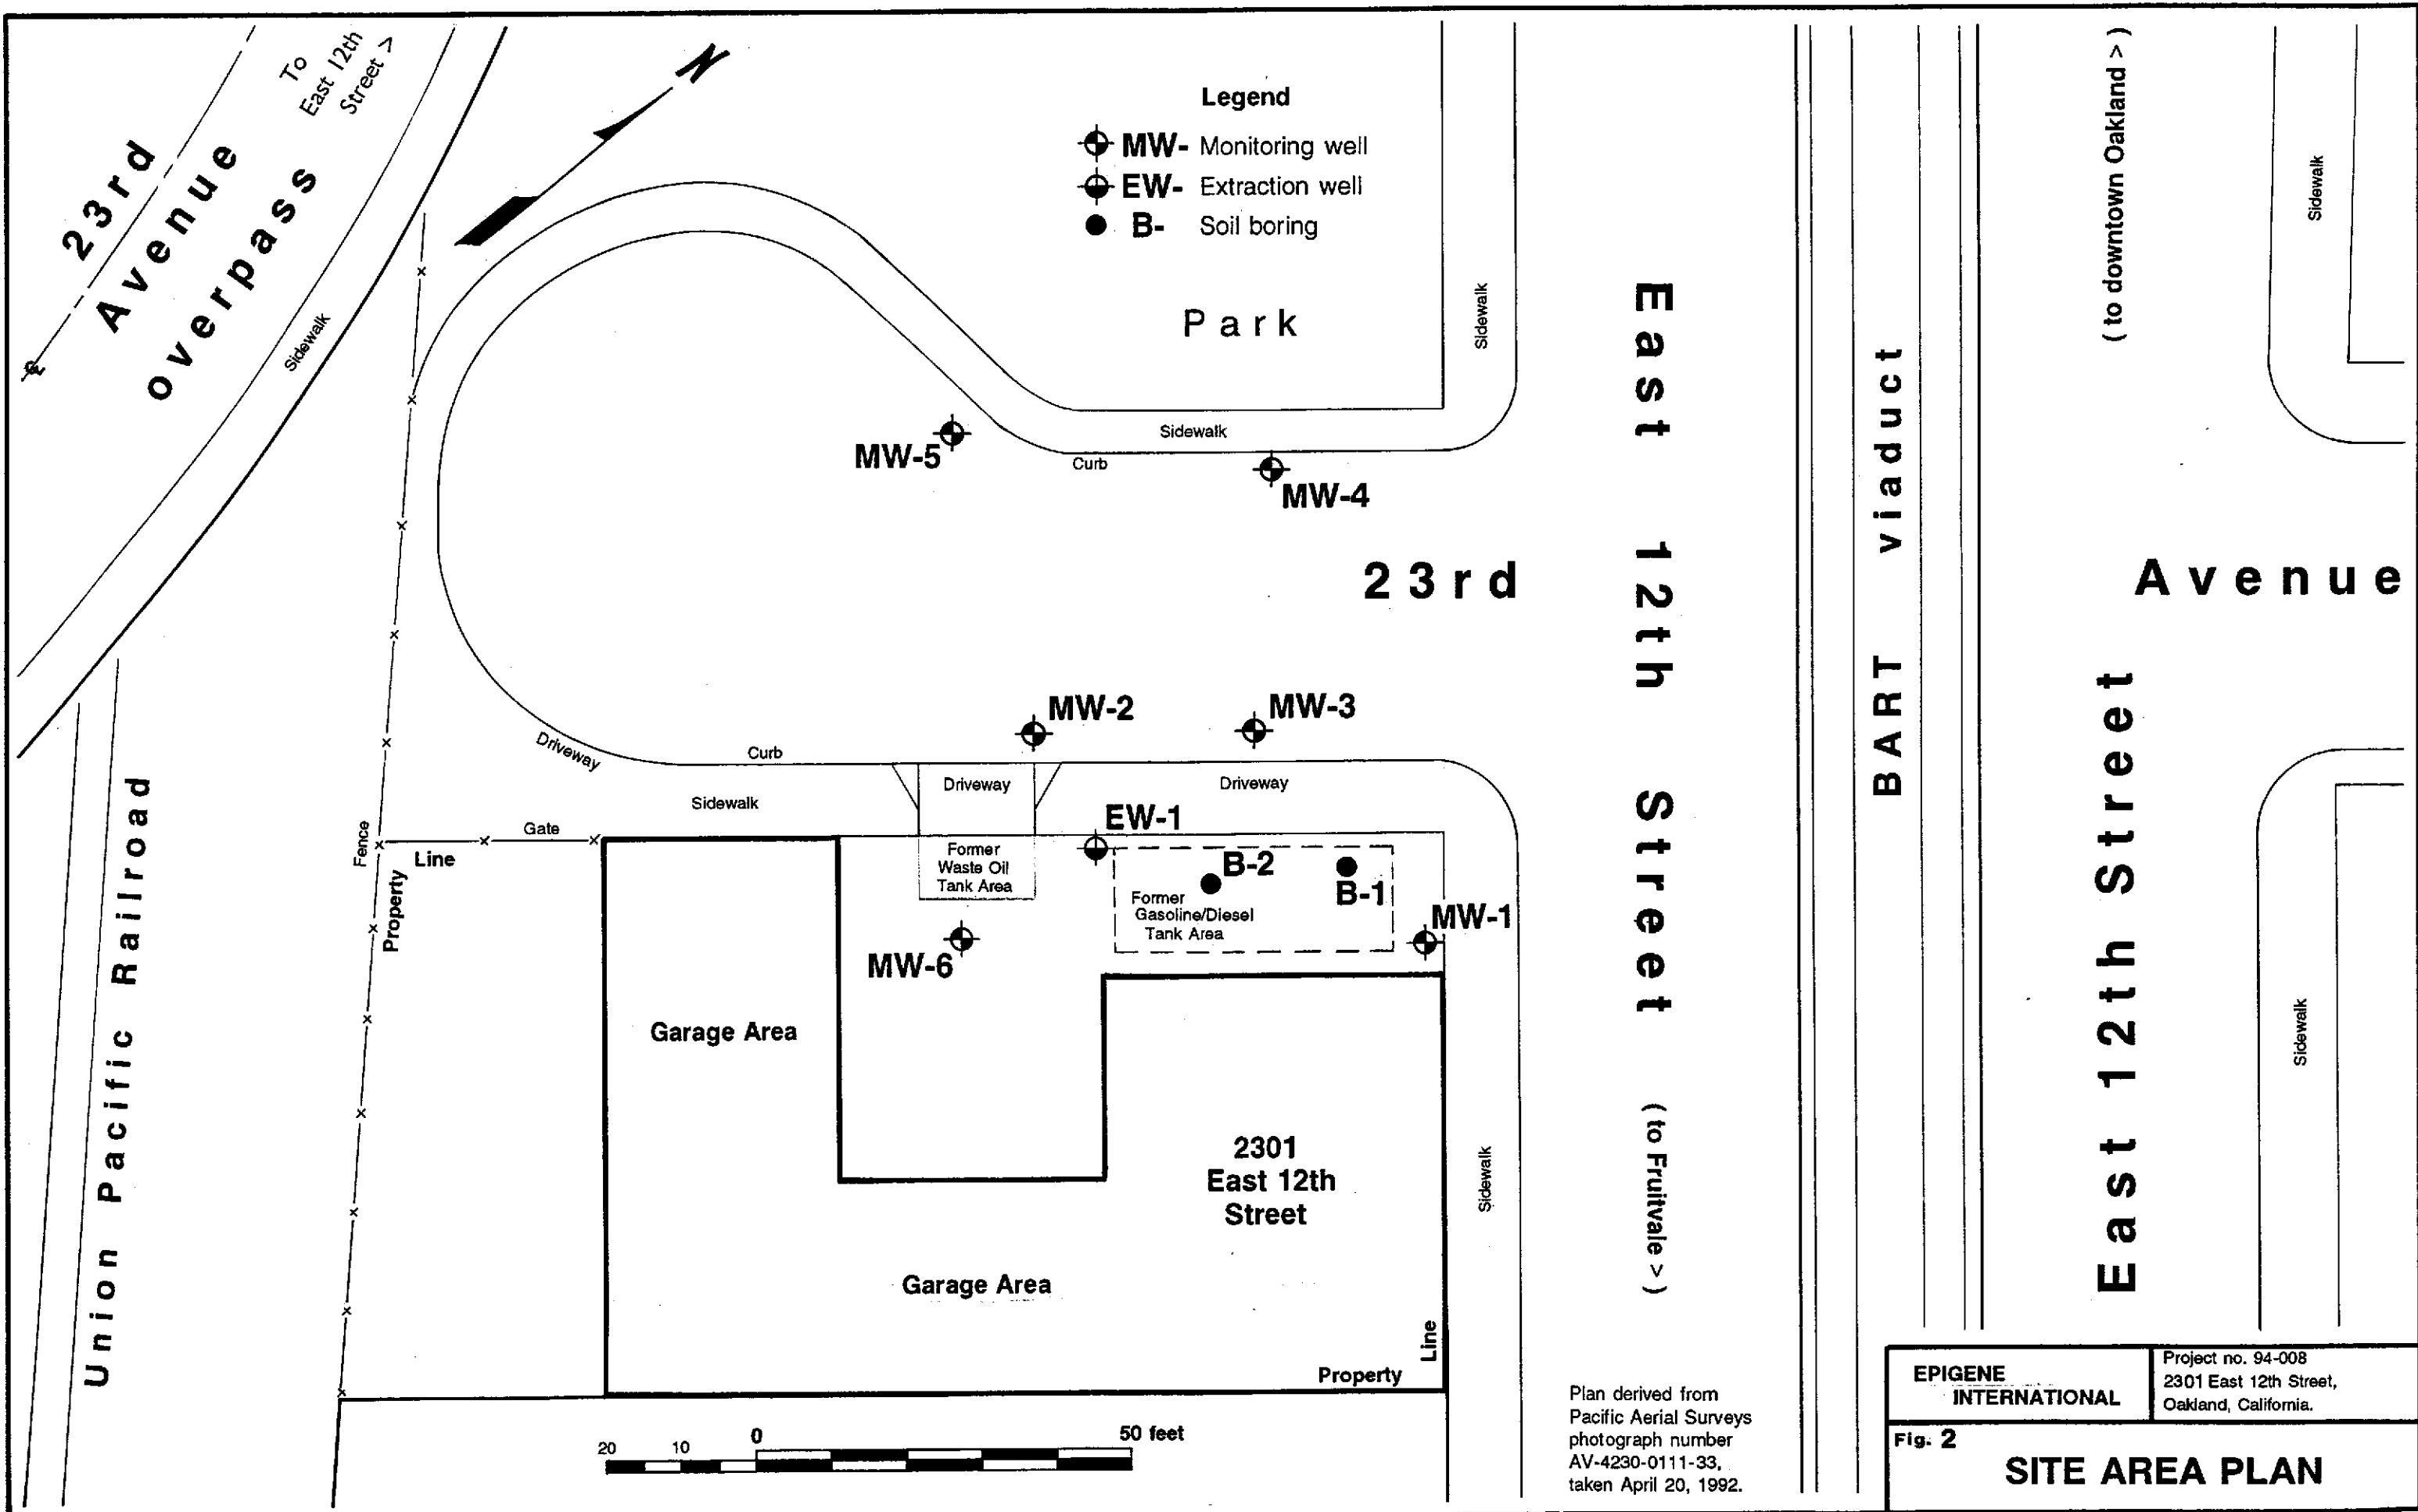 23rd
Avenue
overpass
To
East 12th
Street >
Sidewalk
N
Legend
MW- Monitoring well
EW- Extraction well
B- Soil boring
Park
Sidewalk
Sidewalk
Curb
MW-5
MW-4
23rd
Avenue
East 12th Street
( to Fruitvale > )
BART viaduct
( to downtown Oakland > )
East 12th Street
Sidewalk
Sidewalk
MW-2
MW-3
Driveway
Curb
Sidewalk
Driveway
Driveway
EW-1
Gate
Fence
Line
Property
Former
Waste Oil
Tank Area
B-2
B-1
Former
Gasoline/Diesel
Tank Area
MW-1
MW-6
Union Pacific Railroad
Garage Area
2301
East 12th
Street
Garage Area
Sidewalk
Line
Property
20 10 0 50 feet
Plan derived from
Pacific Aerial Surveys
photograph number
AV-4230-0111-33,
taken April 20, 1992.
EPIGENE
INTERNATIONAL
Project no. 94-008
2301 East 12th Street,
Oakland, California.
Fig. 2
SITE AREA PLAN